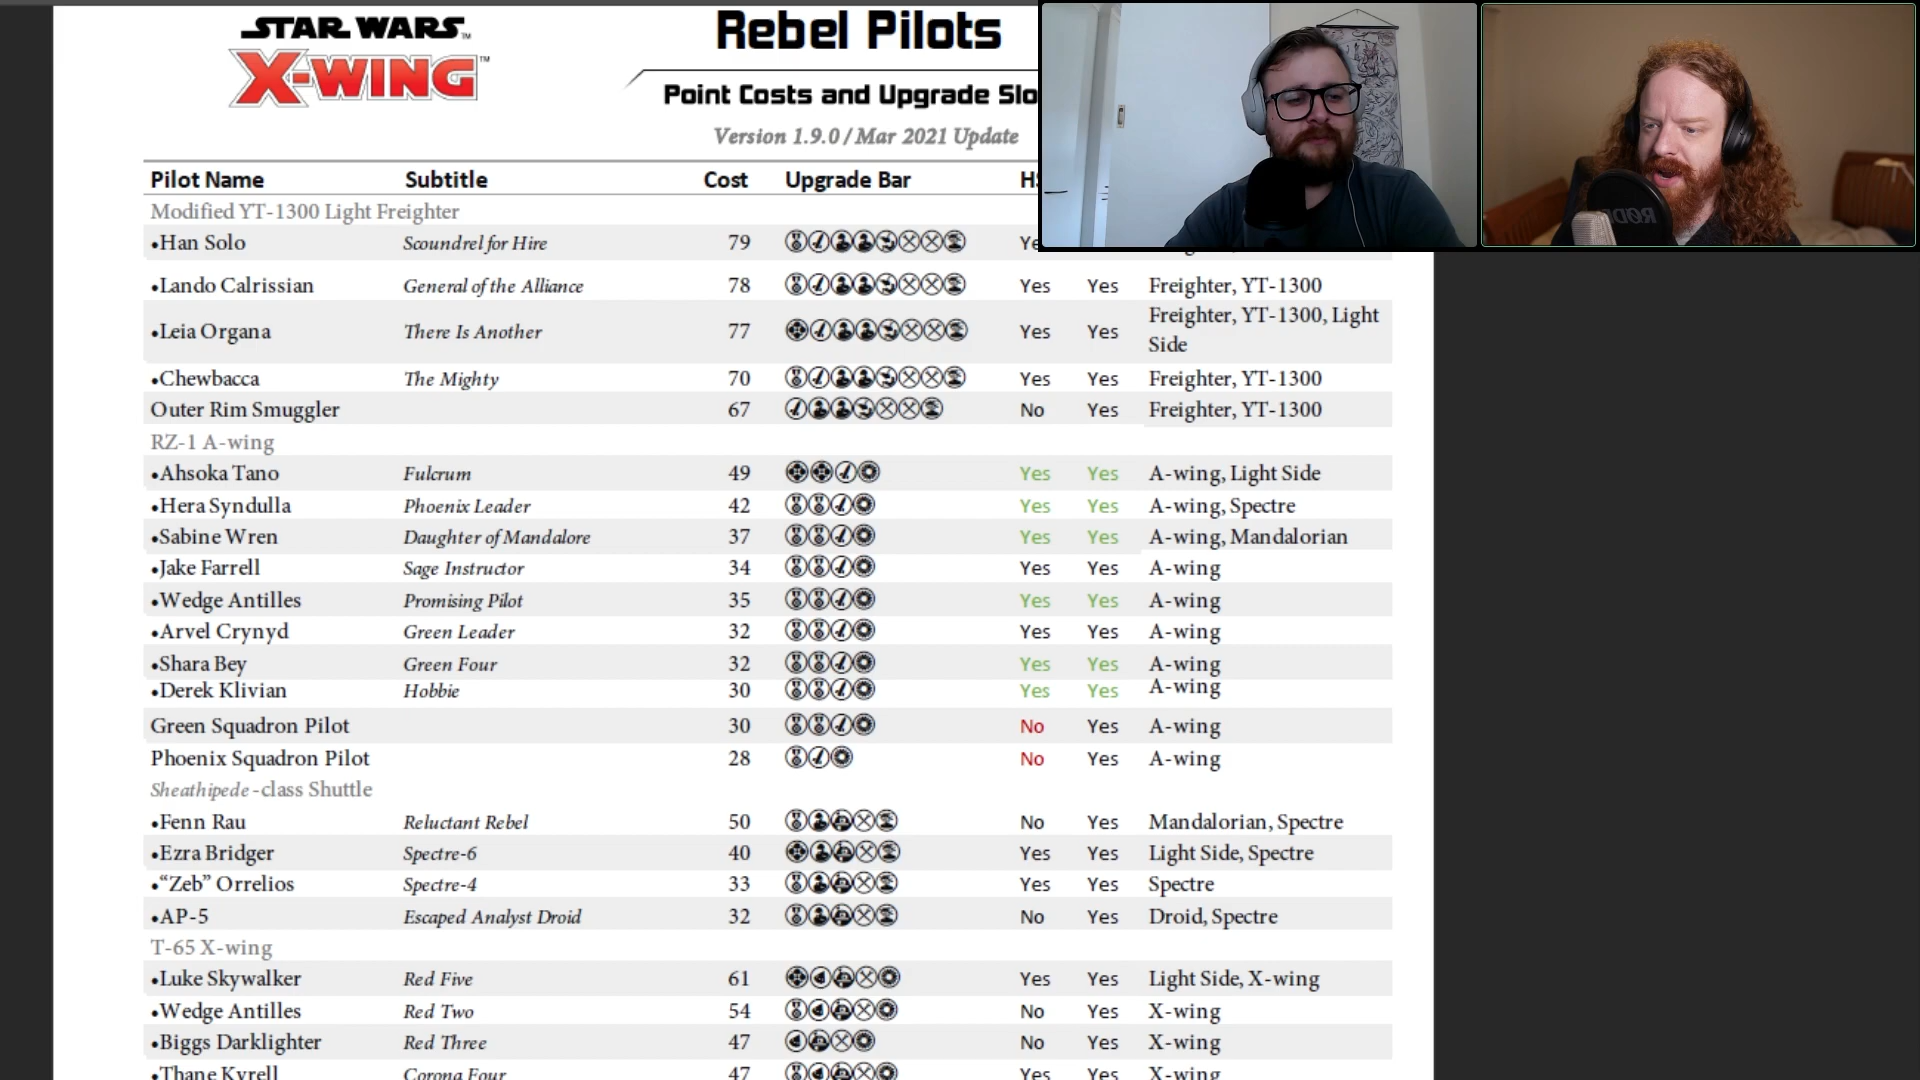 STAR WARS™
X-WING™
Rebel Pilots
Point Costs and Upgrade Slo
Version 1.9.0 / Mar 2021 Update
Pilot Name Subtitle Cost Upgrade Bar HS
Modified YT-1300 Light Freighter
•Han Solo Scoundrel for Hire 79 Ye
•Lando Calrissian General of the Alliance 78 Yes Yes Freighter, YT-1300
•Leia Organa There Is Another 77 Yes Yes Freighter, YT-1300, Light
Side
•Chewbacca The Mighty 70 Yes Yes Freighter, YT-1300
Outer Rim Smuggler 67 No Yes Freighter, YT-1300
RZ-1 A-wing
•Ahsoka Tano Fulcrum 49 Yes Yes A-wing, Light Side
•Hera Syndulla Phoenix Leader 42 Yes Yes A-wing, Spectre
•Sabine Wren Daughter of Mandalore 37 Yes Yes A-wing, Mandalorian
•Jake Farrell Sage Instructor 34 Yes Yes A-wing
•Wedge Antilles Promising Pilot 35 Yes Yes A-wing
•Arvel Crynyd Green Leader 32 Yes Yes A-wing
•Shara Bey Green Four 32 Yes Yes A-wing
•Derek Klivian Hobbie 30 Yes Yes A-wing
Green Squadron Pilot 30 No Yes A-wing
Phoenix Squadron Pilot 28 No Yes A-wing
Sheathipede-class Shuttle
•Fenn Rau Reluctant Rebel 50 No Yes Mandalorian, Spectre
•Ezra Bridger Spectre-6 40 Yes Yes Light Side, Spectre
•“Zeb” Orrelios Spectre-4 33 Yes Yes Spectre
•AP-5 Escaped Analyst Droid 32 No Yes Droid, Spectre
T-65 X-wing
•Luke Skywalker Red Five 61 Yes Yes Light Side, X-wing
•Wedge Antilles Red Two 54 No Yes X-wing
•Biggs Darklighter Red Three 47 No Yes X-wing
•Thane Kyrell Corona Four 47 Yes Yes X-wing
RØDE